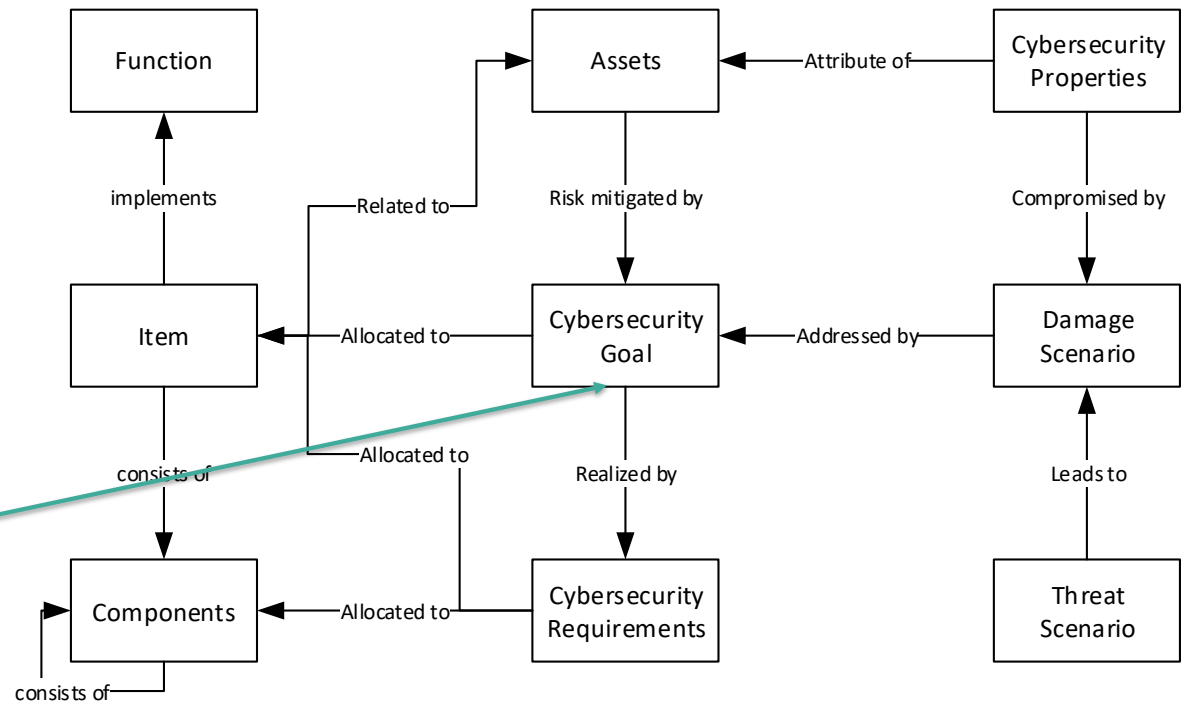 Function
Assets
Cybersecurity
Properties
Attribute of
implements
Related to
Risk mitigated by
Compromised by
Item
Allocated to
Cybersecurity
Goal
Addressed by
Damage
Scenario
consists of
Allocated to
Realized by
Leads to
Components
Allocated to
Cybersecurity
Requirements
Threat
Scenario
consists of